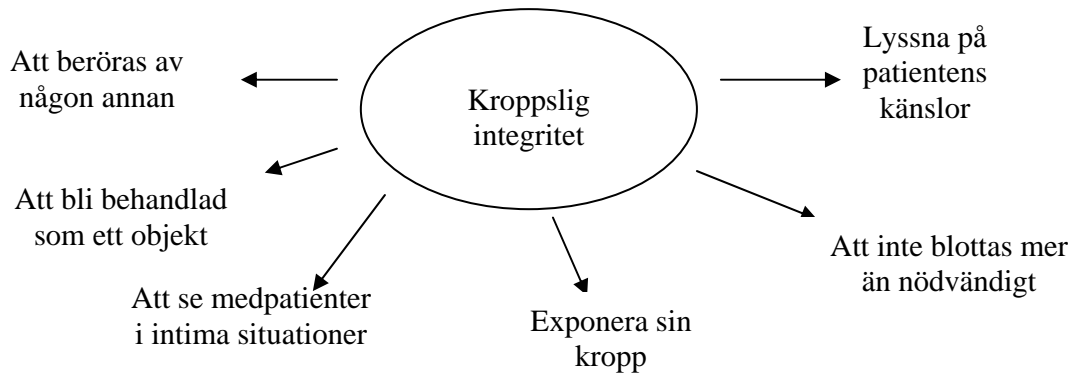 Att beröras av
någon annan
Kroppslig
integritet
Lyssna på
patientens
känslor
Att bli behandlad
som ett objekt
Att inte blottas mer
än nödvändigt
Att se medpatienter
i intima situationer
Exponera sin
kropp